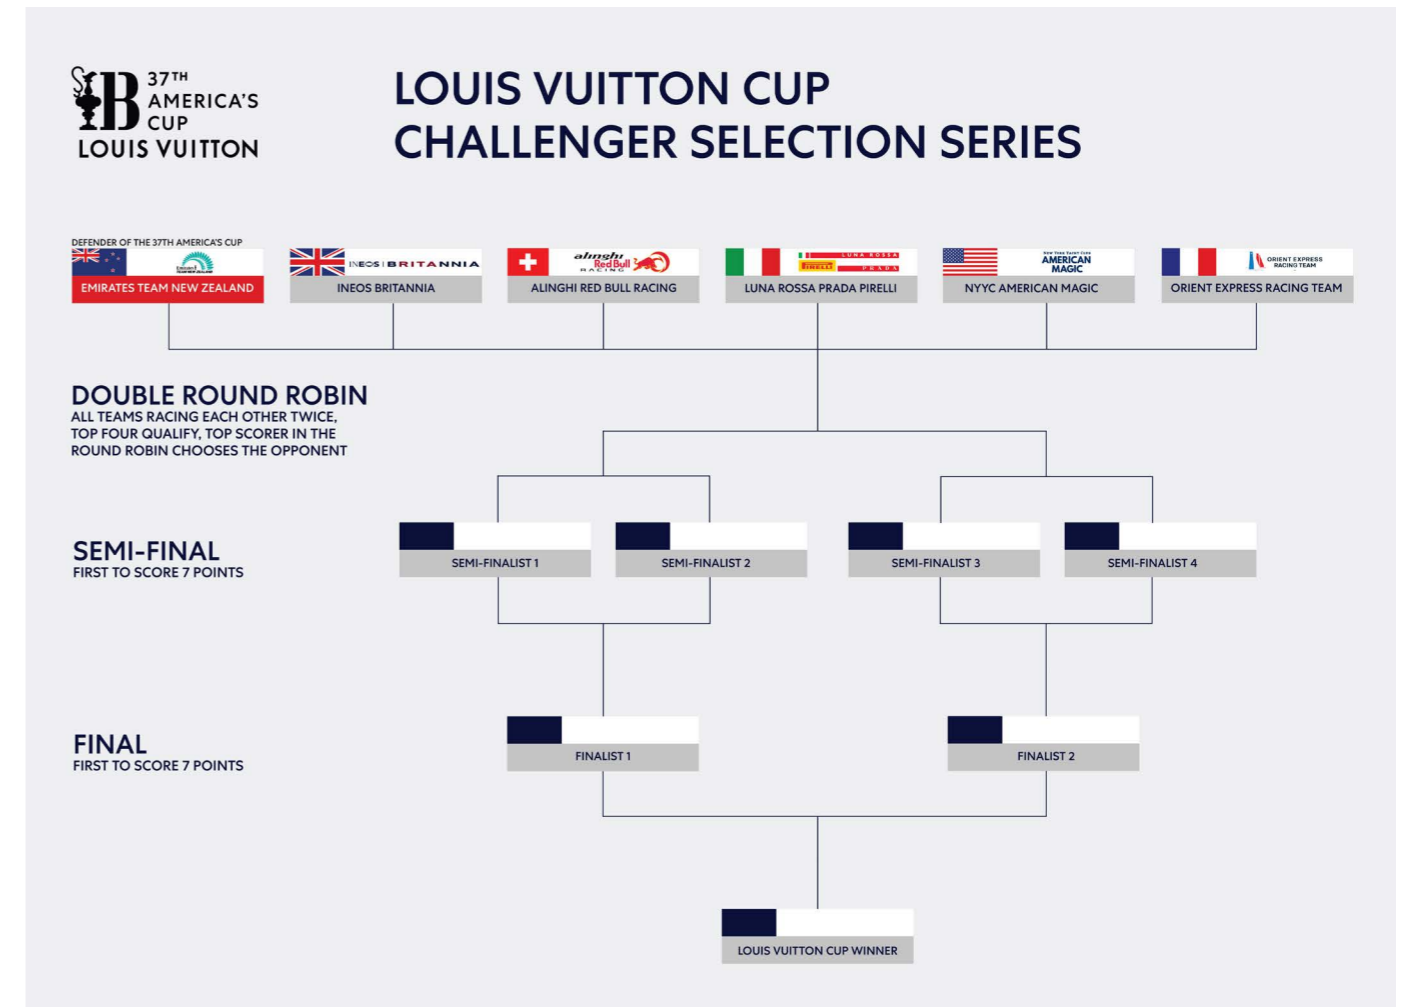 37TH
AMERICA'S
CUP
LOUIS VUITTON
LOUIS VUITTON CUP
CHALLENGER SELECTION SERIES
DEFENDER OF THE 37TH AMERICA'S CUP
EMIRATES TEAM NEW ZEALAND
INEOS BRITANNIA
INEOS BRITANNIA
alinghi
Red Bull
RACING
ALINGHI RED BULL RACING
LUNA ROSSA
PIRELLI PRADA
LUNA ROSSA PRADA PIRELLI
New York Yacht Club
AMERICAN
MAGIC
NYYC AMERICAN MAGIC
ORIENT EXPRESS
RACING TEAM
ORIENT EXPRESS RACING TEAM
DOUBLE ROUND ROBIN
ALL TEAMS RACING EACH OTHER TWICE,
TOP FOUR QUALIFY, TOP SCORER IN THE
ROUND ROBIN CHOOSES THE OPPONENT
SEMI-FINAL
FIRST TO SCORE 7 POINTS
SEMI-FINALIST 1
SEMI-FINALIST 2
SEMI-FINALIST 3
SEMI-FINALIST 4
FINAL
FIRST TO SCORE 7 POINTS
FINALIST 1
FINALIST 2
LOUIS VUITTON CUP WINNER